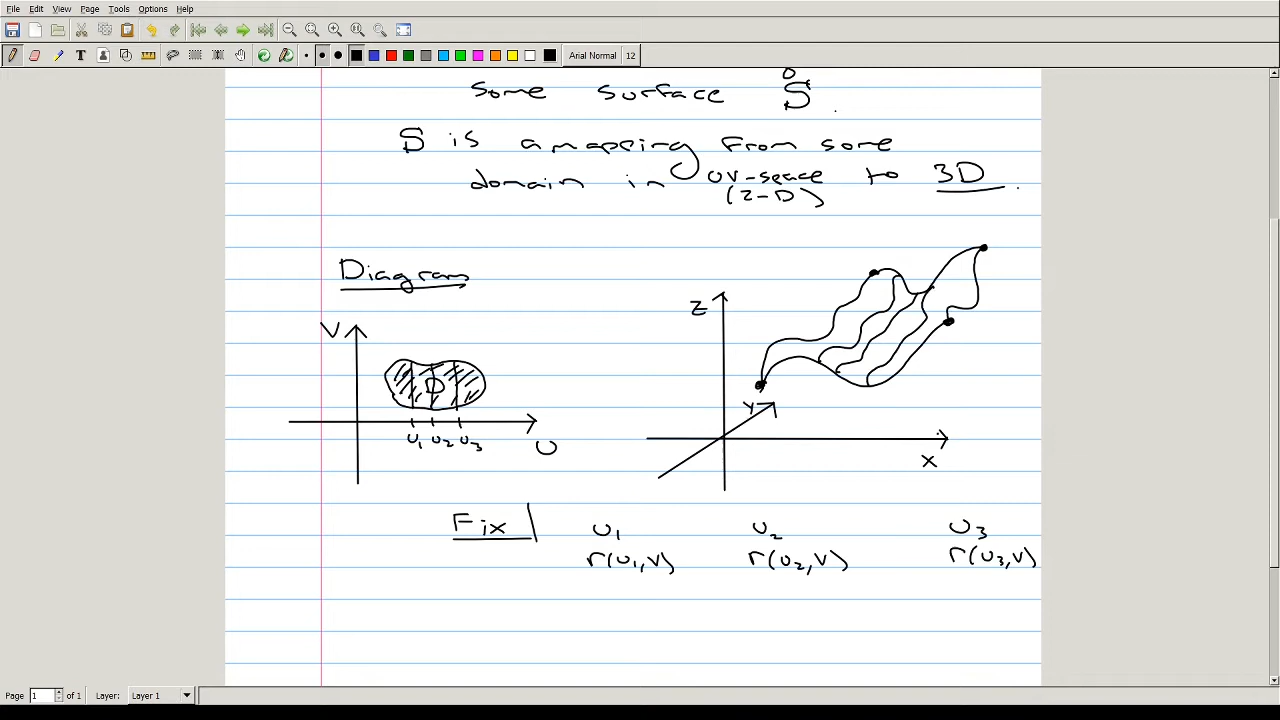 File Edit View Page Tools Options Help
Arial Normal 12
Some surface S.
S is a mapping from some
domain in uv-space to 3D.
(2-D)
Diagram
V
D
u1 u2 u3
U
Z
Y
X
Fix
u1 u2 u3
r(u1,v) r(u2,v) r(u3,v)
Page 1 of 1 Layer: Layer 1